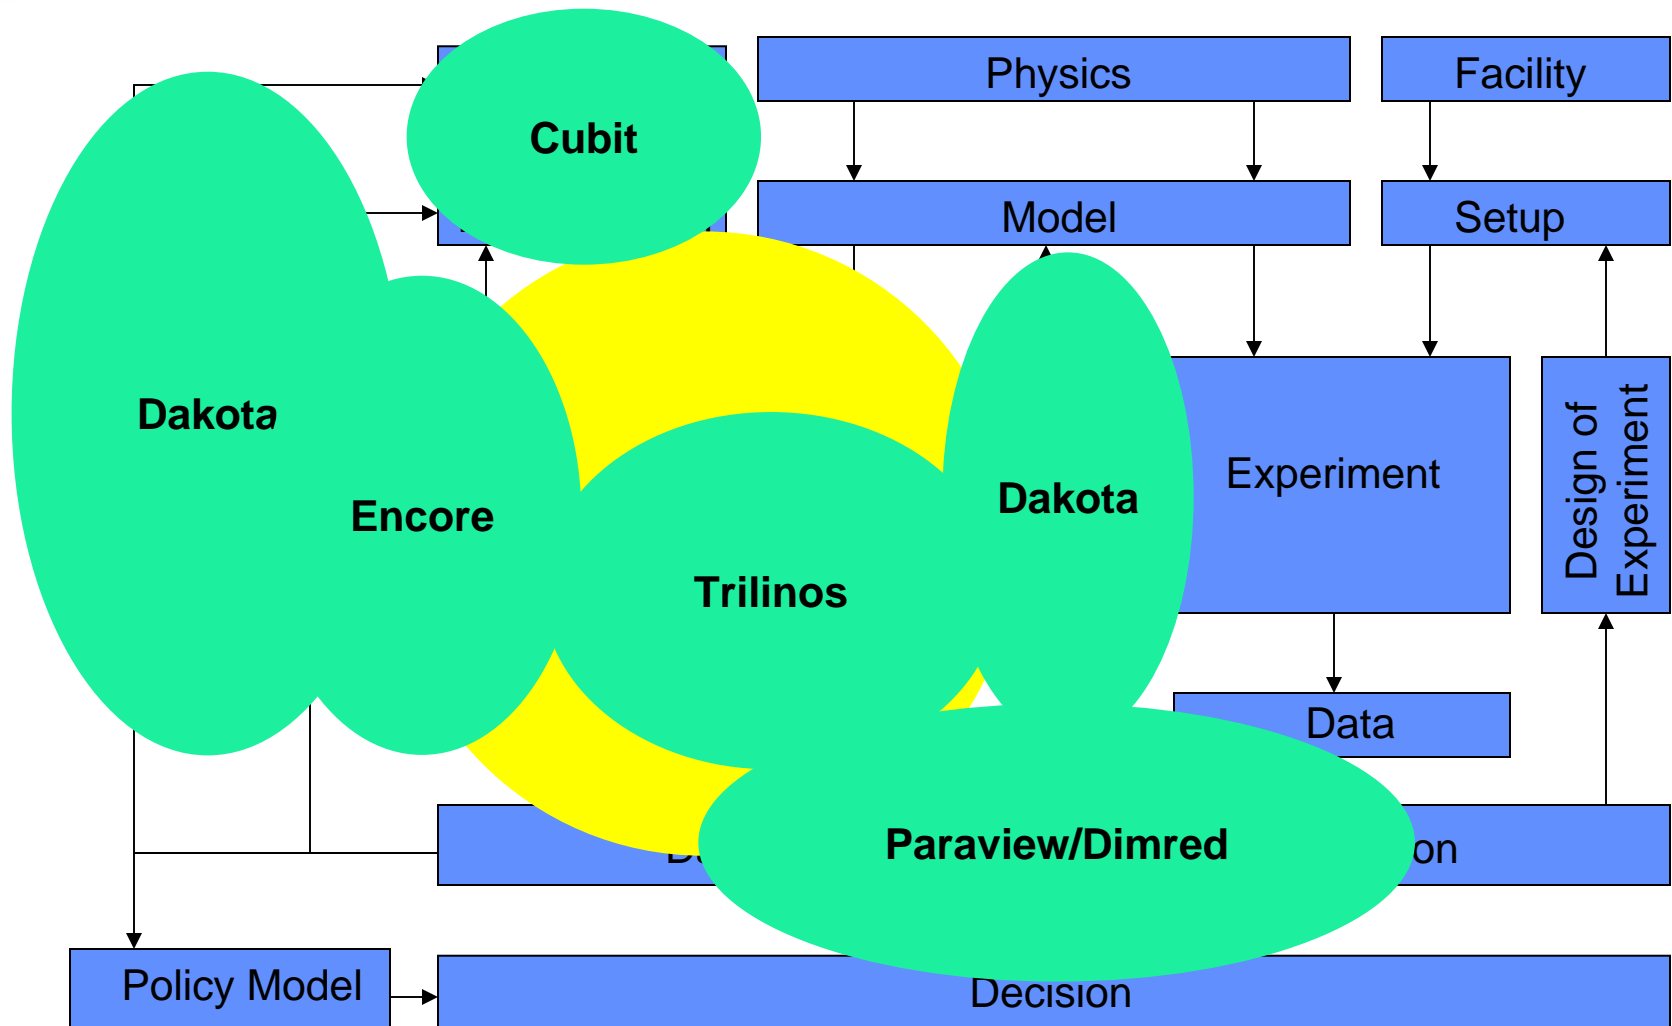 Physics
Facility
Cubit
Model
Setup
Dakota
Encore
Dakota
Experiment
Design of
Experiment
Trilinos
Data
Paraview/Dimred
Policy Model
Decision